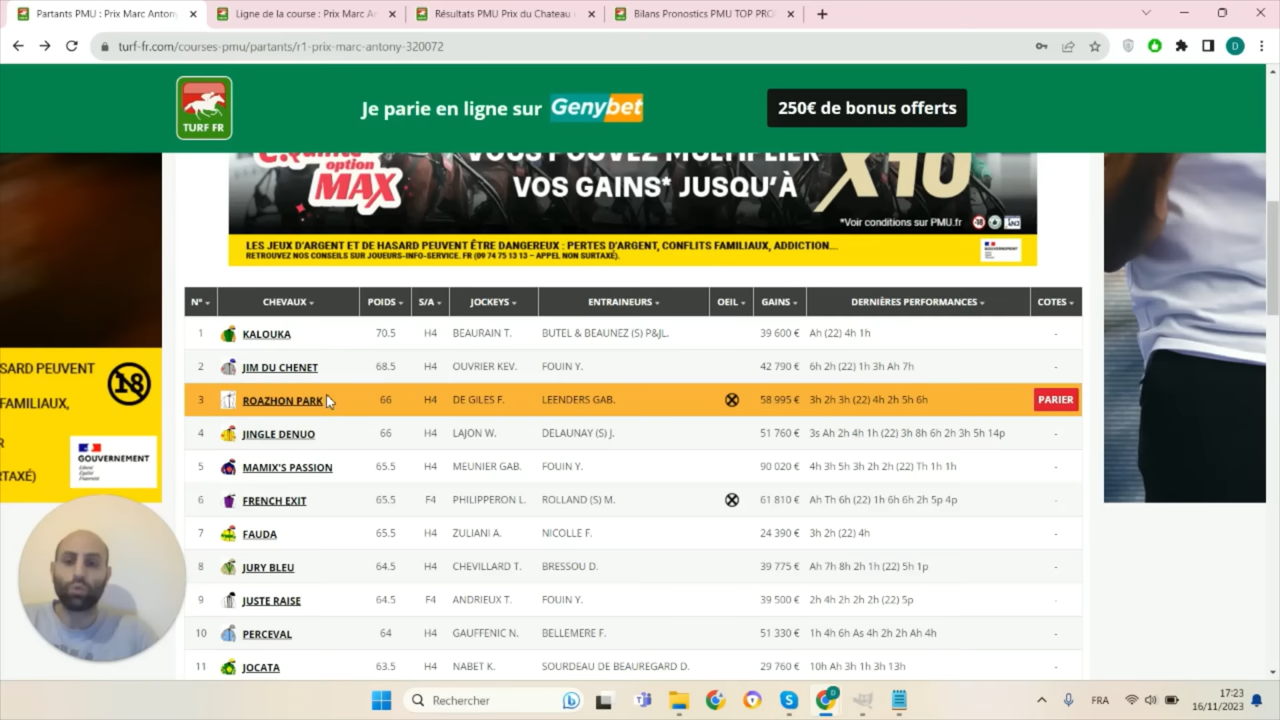 Partants PMU : Prix Marc Antony
Ligne de la course : Prix Marc An
Résultats PMU Prix du Chateau
Bilans Pronostics PMU TOP PRO
turf-fr.com/courses-pmu/partants/r1-prix-marc-antony-320072
D
TURF FR
Je parie en ligne sur Genybet
250€ de bonus offerts
option
MAX
VOUS POUVEZ MULTIPLIER
VOS GAINS* JUSQU'À
X10
*Voir conditions sur PMU.fr
LES JEUX D'ARGENT ET DE HASARD PEUVENT ÊTRE DANGEREUX : PERTES D'ARGENT, CONFLITS FAMILIAUX, ADDICTION...
RETROUVEZ NOS CONSEILS SUR JOUEURS-INFO-SERVICE. FR (09 74 75 13 13 – APPEL NON SURTAXÉ).
SARD PEUVENT
FAMILIAUX,
TAXÉ)
18
GOUVERNEMENT
N° CHEVAUX POIDS S/A JOCKEYS ENTRAINEURS OEIL GAINS DERNIÈRES PERFORMANCES COTES
1 KALOUKA 70.5 H4 BEAURAIN T. BUTEL & BEAUNEZ (S) P&JL. 39 600 € Ah (22) 4h 1h -
2 JIM DU CHENET 68.5 H4 OUVRIER KEV. FOUIN Y. 42 790 € 6h 2h (22) 1h 3h Ah 7h -
3 ROAZHON PARK 66 H4 DE GILES F. LEENDERS GAB. 58 995 € 3h 2h 3h (22) 4h 2h 5h 6h PARIER
4 JINGLE DENUO 66 H4 LAJON W. DELAUNAY (S) J. 51 760 € 3s Ah 2h 4h 1h (22) 3h 8h 6h 2h 3h 5h 14p -
5 MAMIX'S PASSION 65.5 H4 MEUNIER GAB. FOUIN Y. 90 020 € 4h 3h 5h 3h 2h 2h (22) Th 1h 1h -
6 FRENCH EXIT 65.5 F4 PHILIPPERON L. ROLLAND (S) M. 61 810 € Ah Th 6h (22) 1h 6h 6h 2h 5p 4p -
7 FAUDA 65.5 H4 ZULIANI A. NICOLLE F. 24 390 € 3h 2h (22) 4h -
8 JURY BLEU 64.5 H4 CHEVILLARD T. BRESSOU D. 39 775 € Ah 7h 8h 2h 1h (22) 5h 1p -
9 JUSTE RAISE 64.5 F4 ANDRIEUX T. FOUIN Y. 39 500 € 2h 4h 2h 2h 2h (22) 5p -
10 PERCEVAL 64 H4 GAUFFENIC N. BELLEMERE F. 51 330 € 1h 4h 6h As 4h 2h 2h Ah 4h -
11 JOCATA 63.5 H4 NABET K. SOURDEAU DE BEAUREGARD D. 29 760 € 10h Ah 3h 1h 3h 13h -
Rechercher
FRA
17:23
16/11/2023